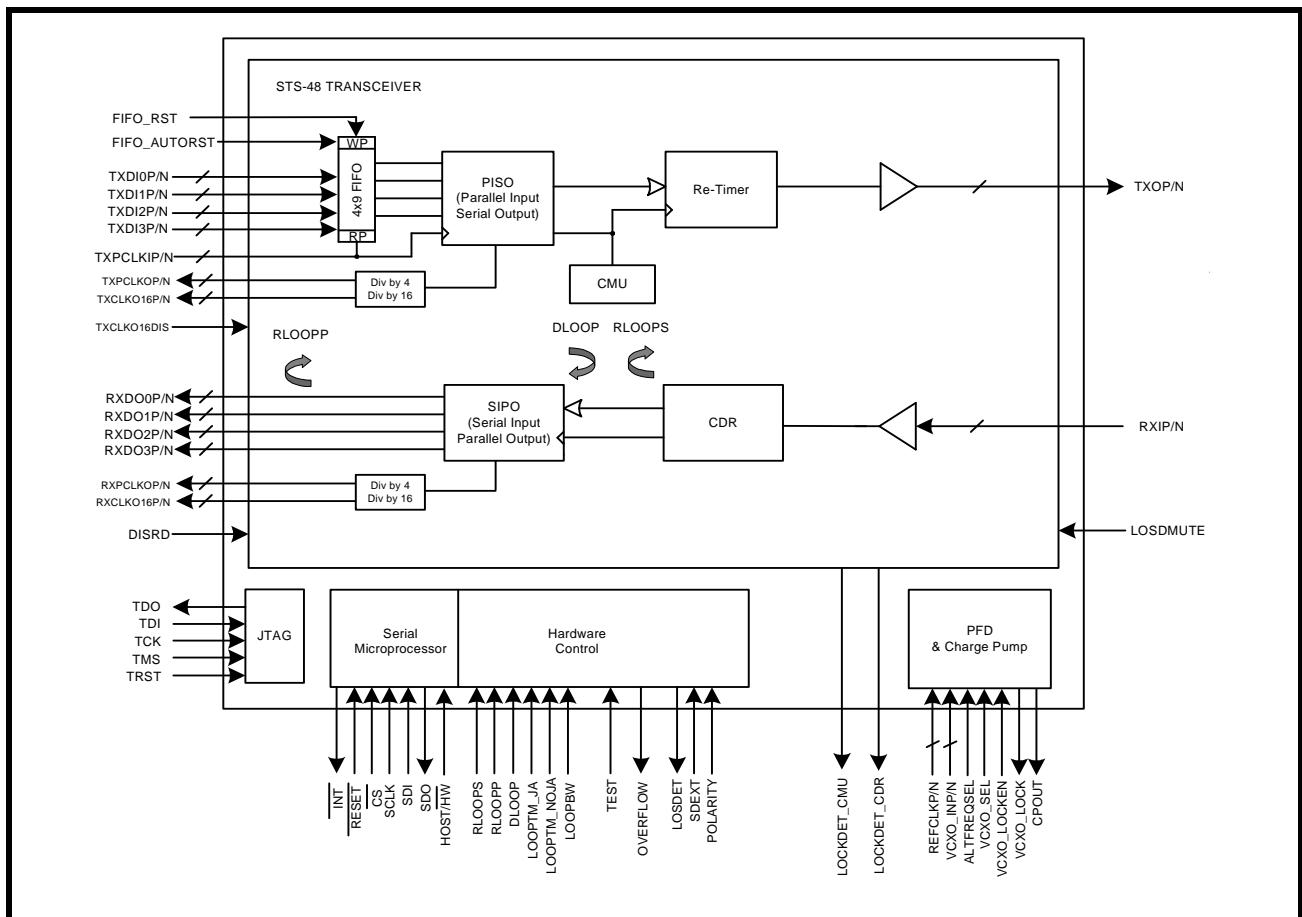 STS-48 TRANSCEIVER
FIFO_RST
FIFO_AUTORST
WP
4x9 FIFO
RP
TXDI0P/N
TXDI1P/N
TXDI2P/N
TXDI3P/N
TXPCLKIP/N
TXPCLKOP/N
TXCLKO16P/N
TXCLKO16DIS
PISO
(Parallel Input
Serial Output)
Re-Timer
TXOP/N
CMU
Div by 4
Div by 16
RLOOPP
DLOOP
RLOOPS
RXDO0P/N
RXDO1P/N
RXDO2P/N
RXDO3P/N
RXPCLKOP/N
RXCLKO16P/N
DISRD
SIPO
(Serial Input
Parallel Output)
CDR
RXIP/N
Div by 4
Div by 16
LOSDMUTE
TDO
TDI
TCK
TMS
TRST
JTAG
Serial
Microprocessor
Hardware
Control
PFD
& Charge Pump
INT
RESET
CS
SCLK
SDI
SDO
HOST/HW
RLOOPS
RLOOPP
DLOOP
LOOPTM_JA
LOOPTM_NOJA
LOOPBW
TEST
OVERFLOW
LOSDET
SDEXT
POLARITY
LOCKDET_CMU
LOCKDET_CDR
REFCLKP/N
VCXO_INP/N
ALTFREQSEL
VCXO_SEL
VCXO_LOCKEN
VCXO_LOCK
CPOUT